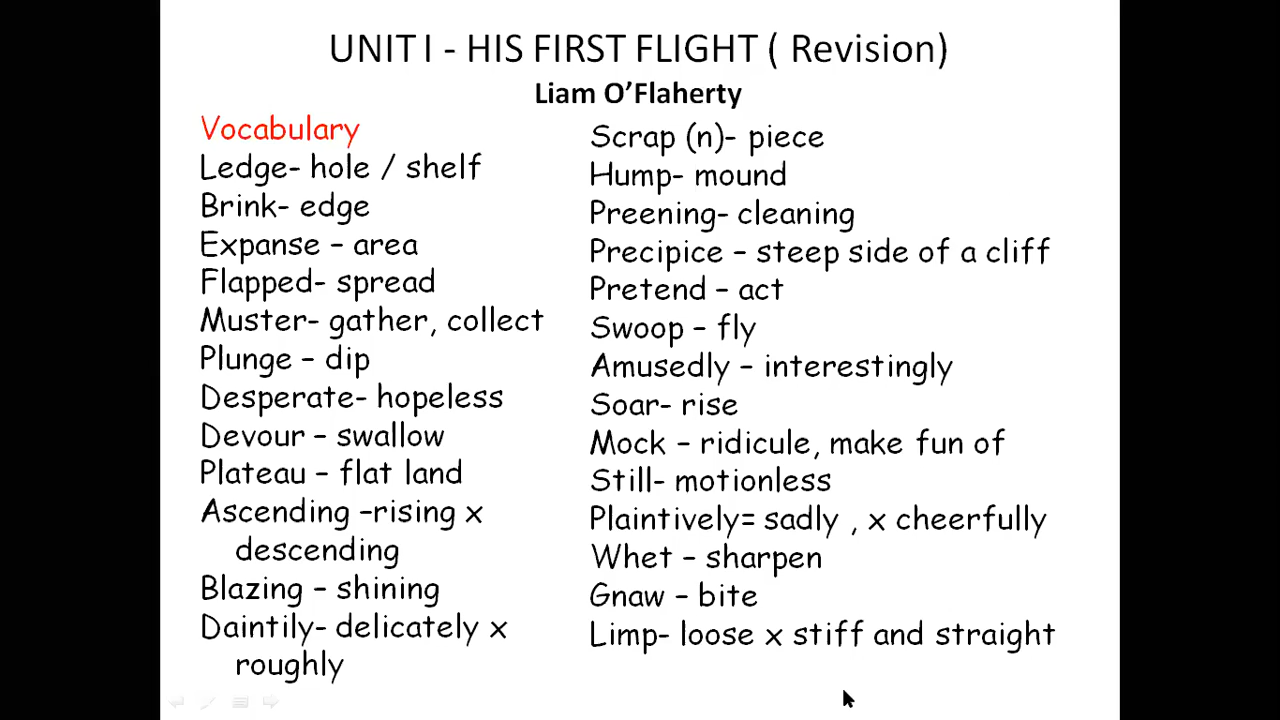 UNIT I - HIS FIRST FLIGHT ( Revision)
Liam O’Flaherty
Vocabulary
Ledge- hole / shelf
Brink- edge
Expanse – area
Flapped- spread
Muster- gather, collect
Plunge – dip
Desperate- hopeless
Devour – swallow
Plateau – flat land
Ascending –rising x
descending
Blazing – shining
Daintily- delicately x
roughly
Scrap (n)- piece
Hump- mound
Preening- cleaning
Precipice – steep side of a cliff
Pretend – act
Swoop – fly
Amusedly – interestingly
Soar- rise
Mock – ridicule, make fun of
Still- motionless
Plaintively= sadly , x cheerfully
Whet – sharpen
Gnaw – bite
Limp- loose x stiff and straight